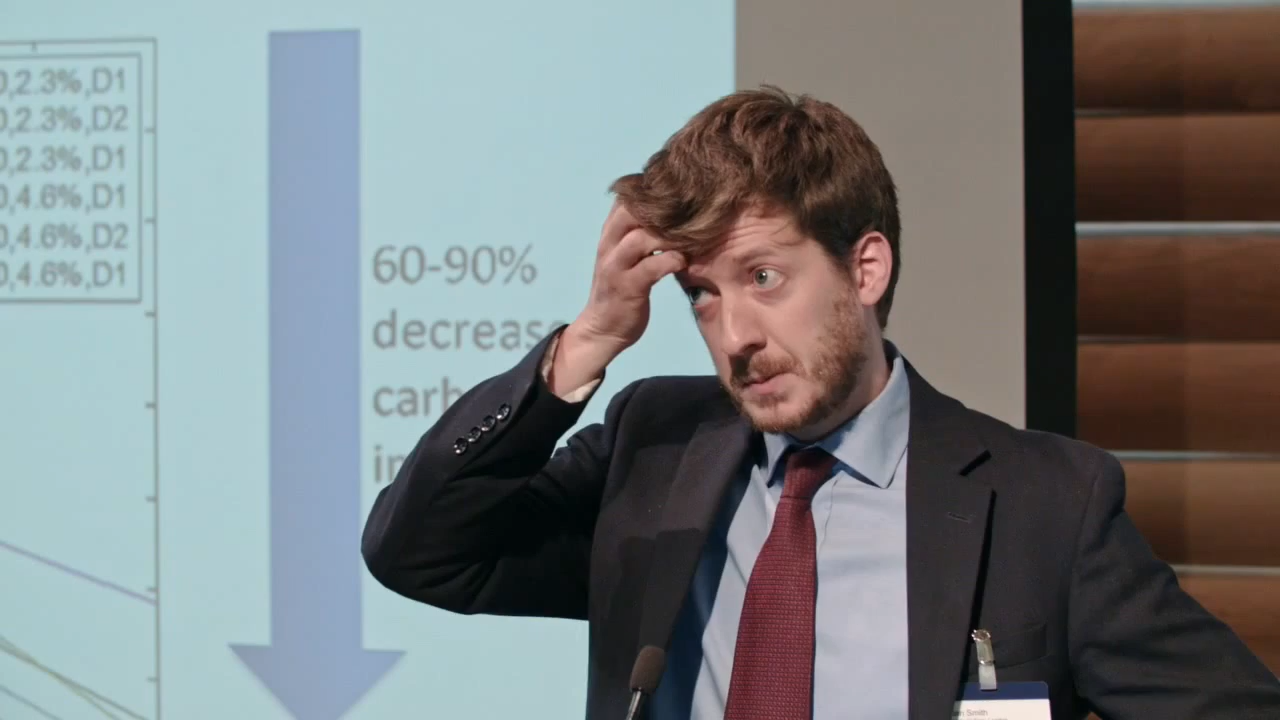 0,2.3%,D1
0,2.3%,D2
0,2.3%,D1
0,4.6%,D1
0,4.6%,D2
0,4.6%,D1
60-90%
decrease
carb
in
Smith